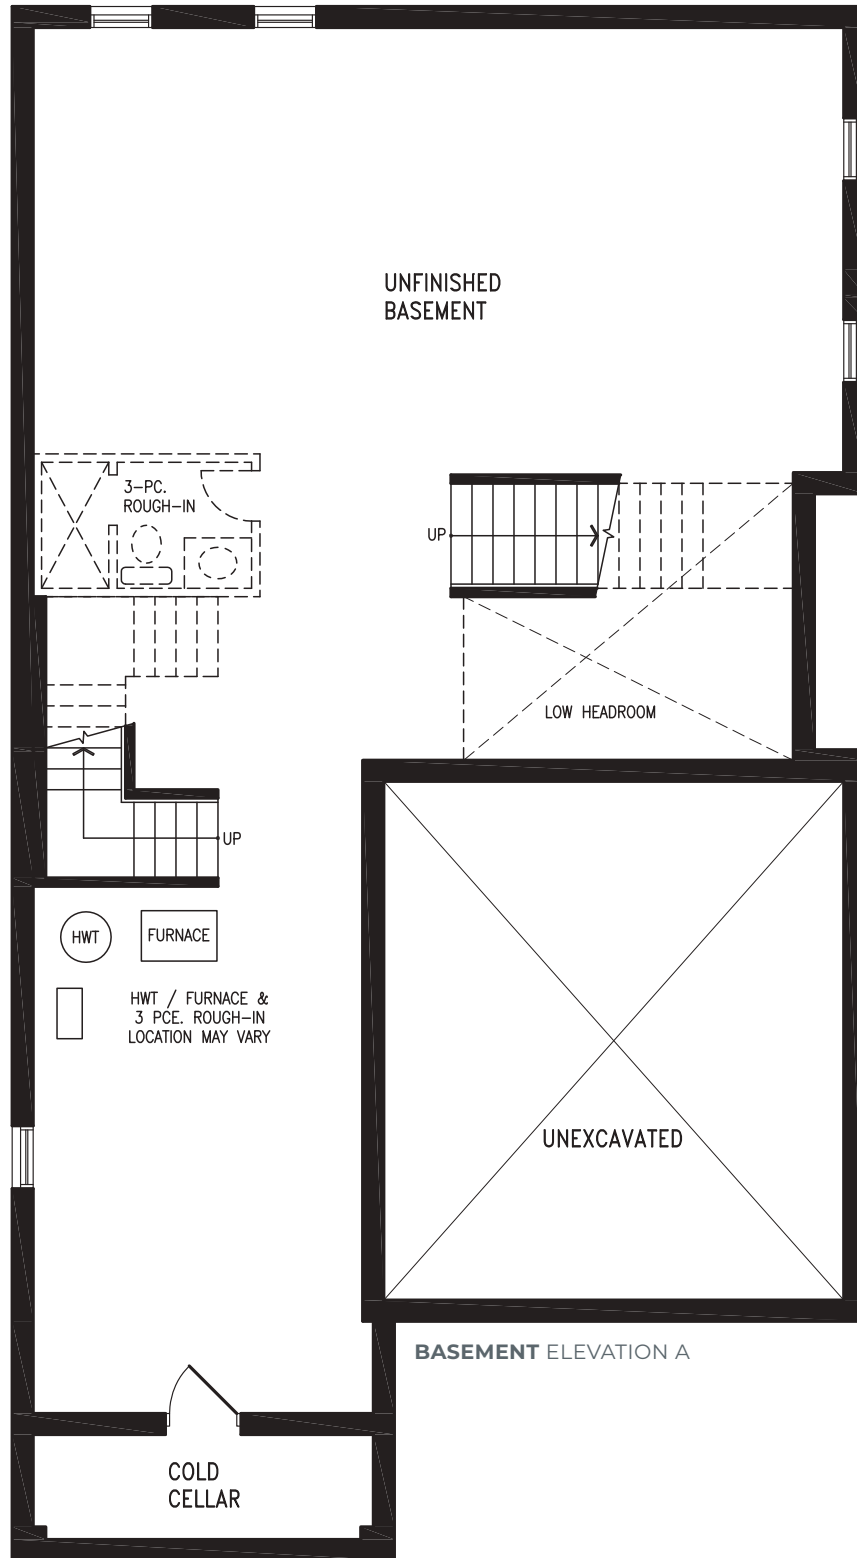 UNFINISHED
BASEMENT
3-PC.
ROUGH-IN
UP
LOW HEADROOM
UP
HWT
FURNACE
HWT / FURNACE &
3 PCE. ROUGH-IN
LOCATION MAY VARY
UNEXCAVATED
BASEMENT ELEVATION A
COLD
CELLAR